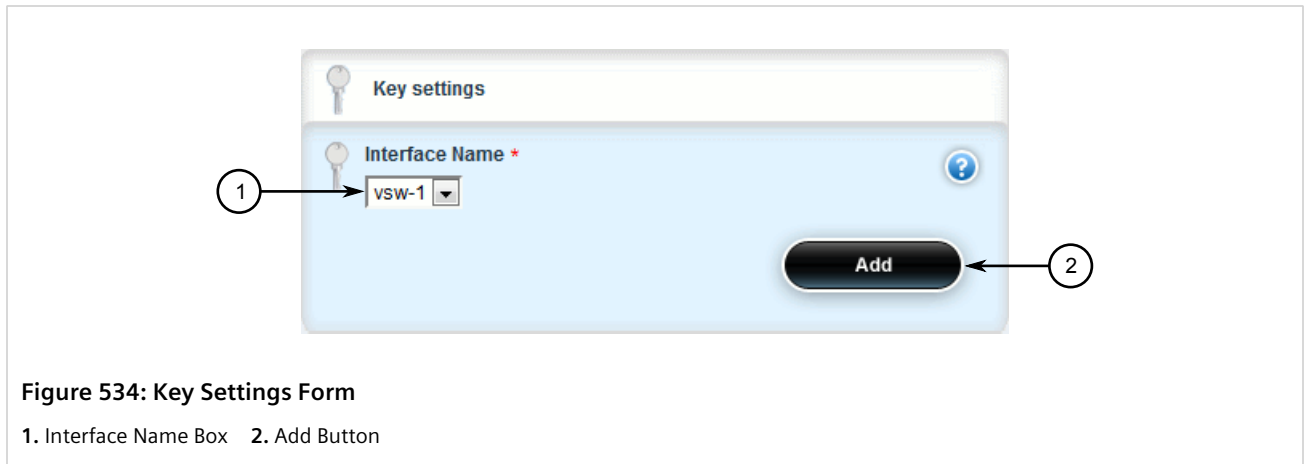 Key settings
Interface Name *
?
1
vsw-1
Add
2
Figure 534: Key Settings Form
1. Interface Name Box 2. Add Button